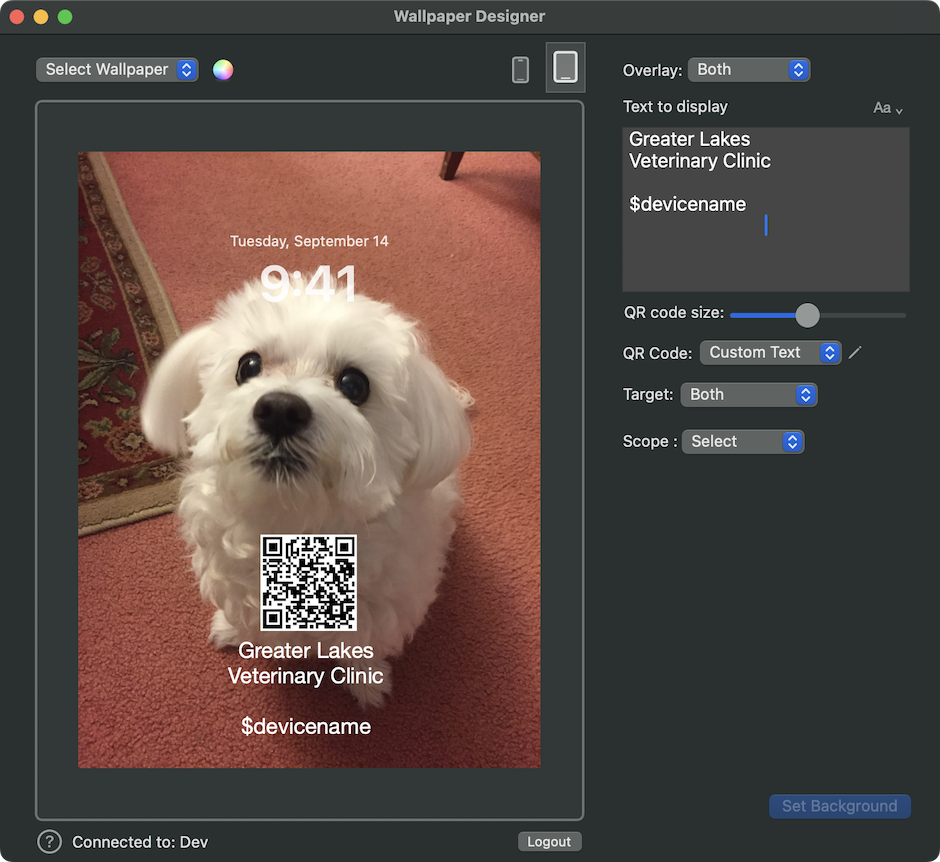 Wallpaper Designer
Select Wallpaper
Overlay: Both
Text to display
Aa
Greater Lakes
Veterinary Clinic
$devicename
QR code size:
QR Code: Custom Text
Target: Both
Scope : Select
Tuesday, September 14
9:41
Greater Lakes
Veterinary Clinic
$devicename
Set Background
? Connected to: Dev
Logout